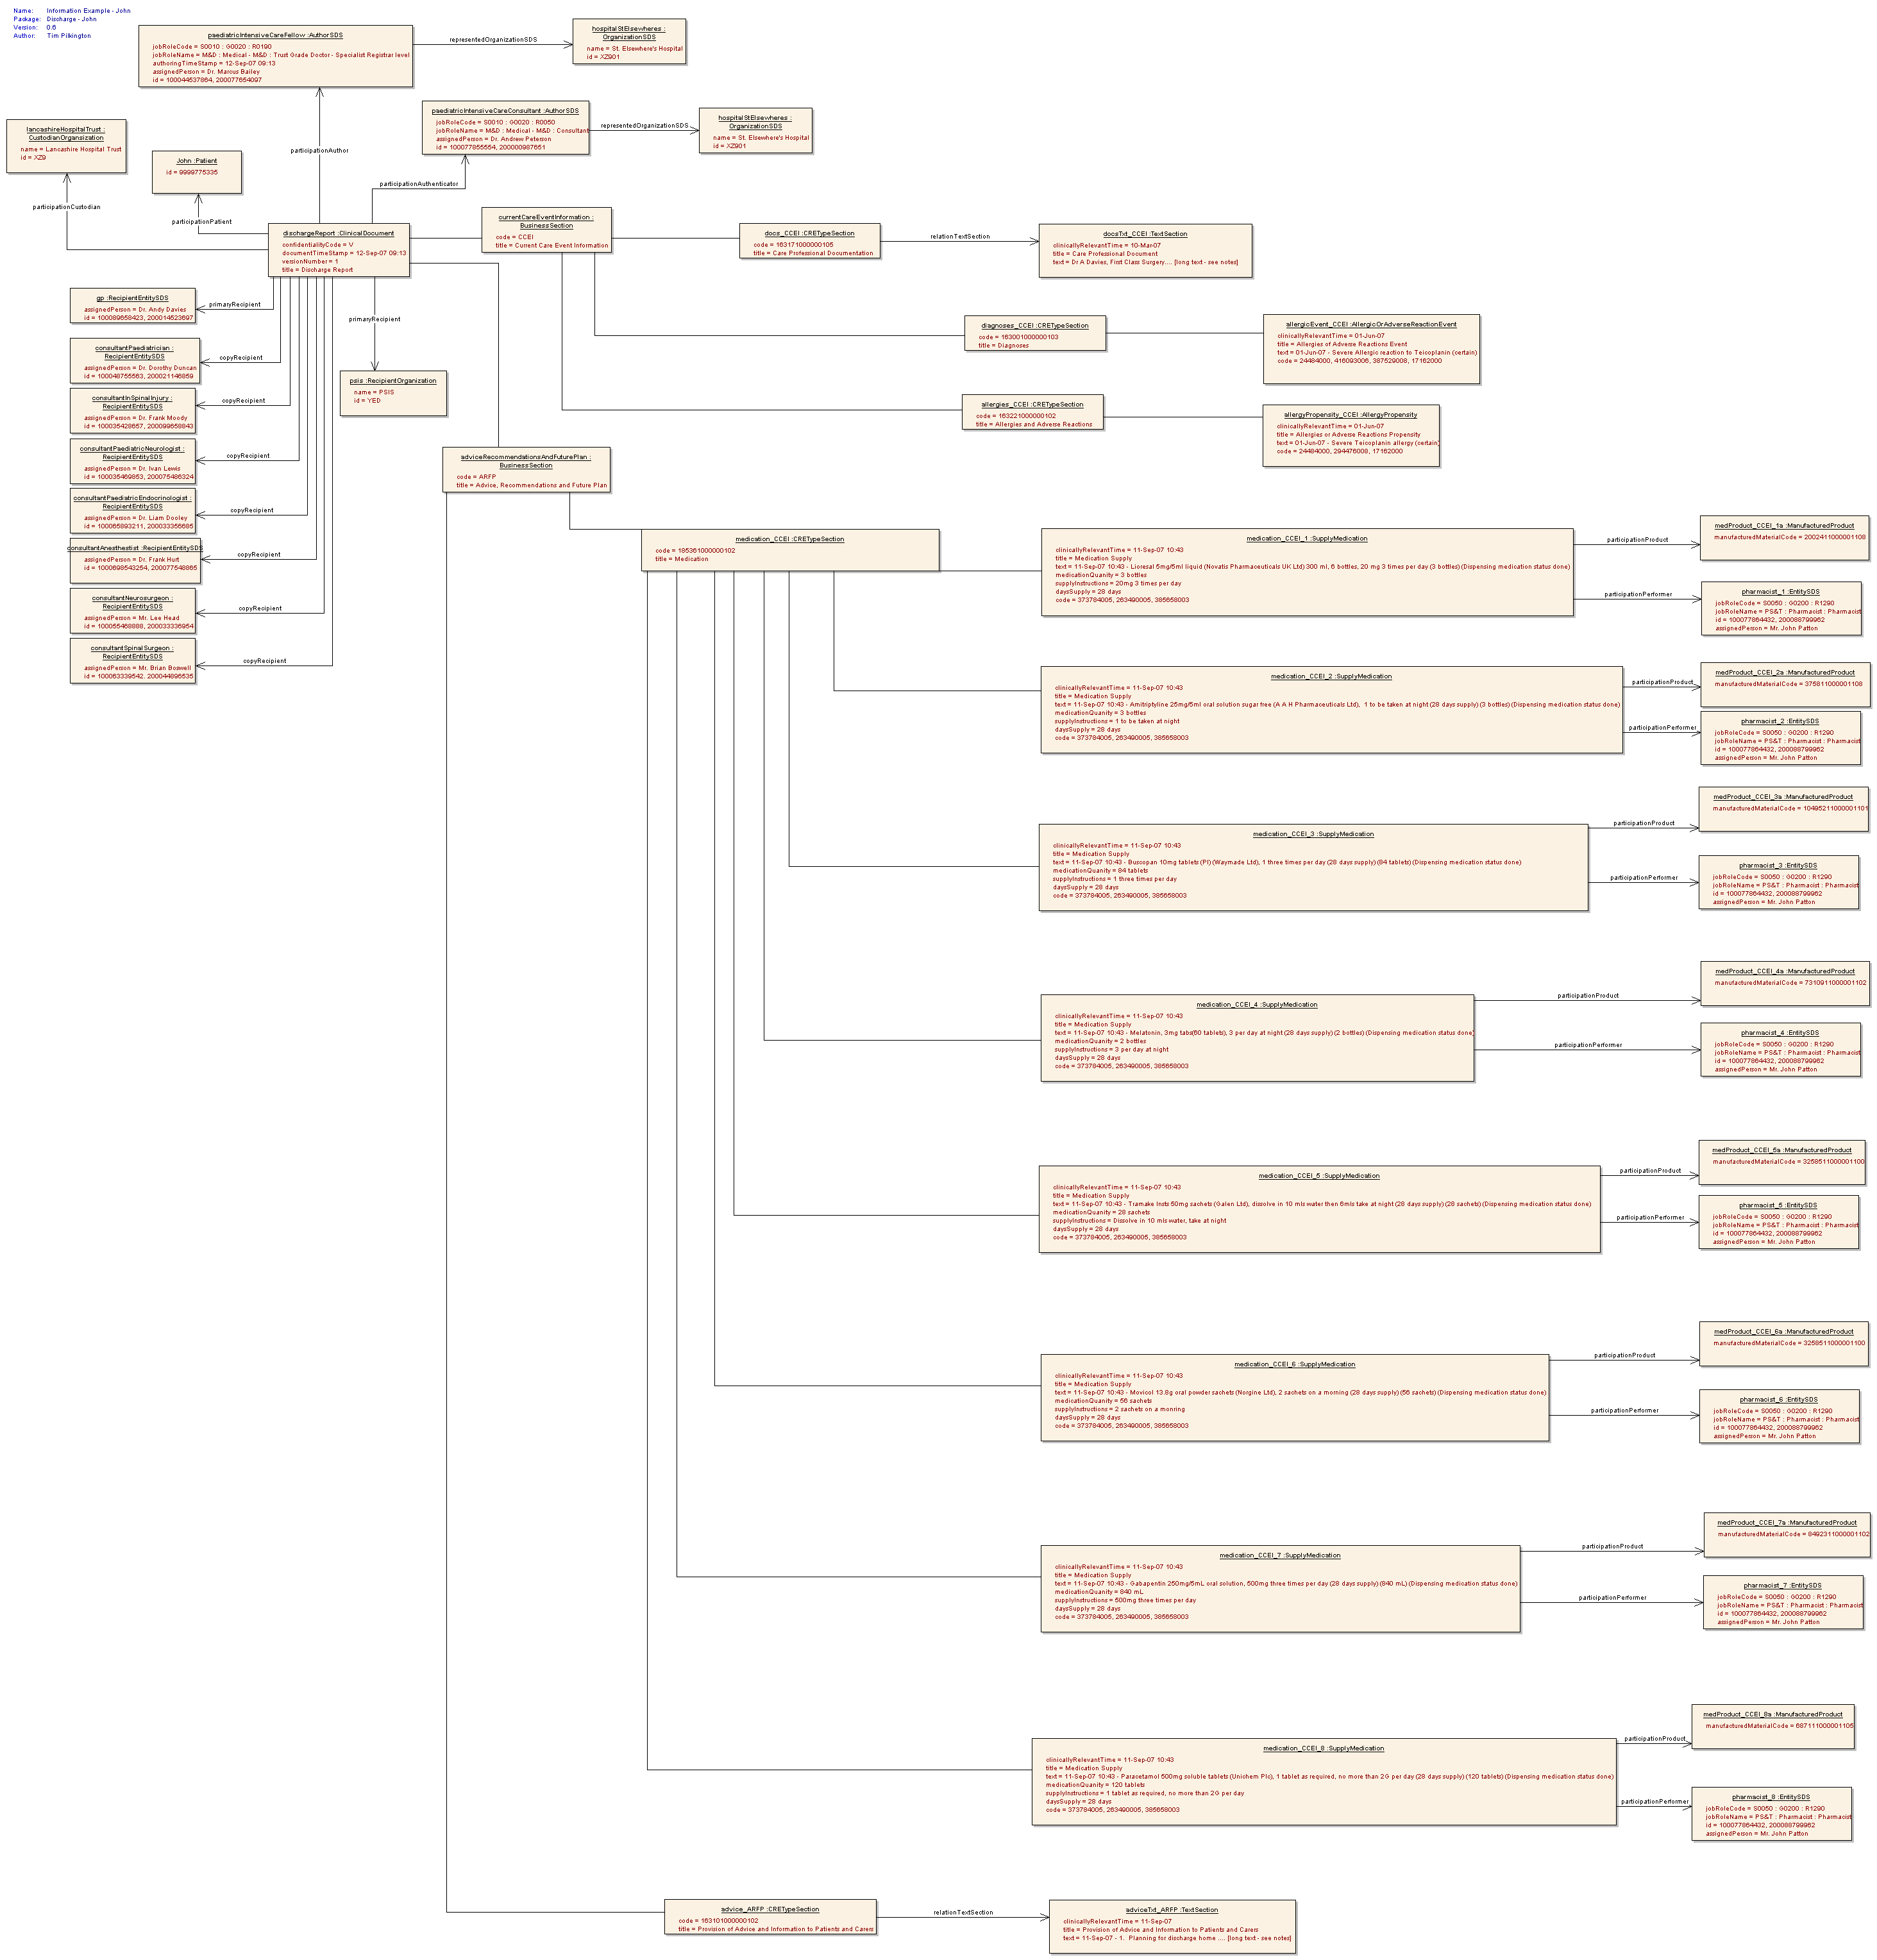 Name: Information Example - John
Package: Discharge - John
Version: 0.6
Author: Tim Pilkington
paediatricIntensiveCareFellow :AuthorSDS
jobRoleCode = S0010 : G0020 : R0190
jobRoleName = M&D : Medical - M&D : Trust Grade Doctor - Specialist Registrar level
authoringTimeStamp = 12-Sep-07 09:13
assignedPerson = Dr. Marcus Bailey
id = 100044537864, 200077654097
representedOrganizationSDS
hospitalStElsewheres :
OrganizationSDS
name = St. Elsewhere's Hospital
id = XZ901
paediatricIntensiveCareConsultant :AuthorSDS
jobRoleCode = S0010 : G0020 : R0050
jobRoleName = M&D : Medical - M&D : Consultant
assignedPerson = Dr. Andrew Peterson
id = 100077855554, 200000987651
representedOrganizationSDS
hospitalStElsewheres :
OrganizationSDS
name = St. Elsewhere's Hospital
id = XZ901
lancashireHospitalTrust :
CustodianOrgansization
name = Lancashire Hospital Trust
id = XZ9
John :Patient
id = 9999775335
participationAuthor
participationAuthenticator
participationCustodian
participationPatient
dischargeReport :ClinicalDocument
confidentialityCode = V
documentTimeStamp = 12-Sep-07 09:13
versionNumber = 1
title = Discharge Report
currentCareEventInformation :
BusinessSection
code = CCEI
title = Current Care Event Information
docs_CCEI :CRETypeSection
code = 163171000000105
title = Care Professional Documentation
relationTextSection
docsTxt_CCEI :TextSection
clinicallyRelevantTime = 10-Mar-07
title = Care Professional Document
text = Dr A Davies, First Class Surgery.... [long text - see notes]
gp :RecipientEntitySDS
assignedPerson = Dr. Andy Davies
id = 100089658423, 200014523697
primaryRecipient
consultantPaediatrician :
RecipientEntitySDS
assignedPerson = Dr. Dorothy Duncan
id = 100048755563, 200021146859
copyRecipient
consultantInSpinalInjury :
RecipientEntitySDS
assignedPerson = Dr. Frank Moody
id = 100035428657, 200099658843
copyRecipient
consultantPaediatricNeurologist :
RecipientEntitySDS
assignedPerson = Dr. Ivan Lewis
id = 100035469853, 200075486324
copyRecipient
consultantPaediatricEndocrinologist :
RecipientEntitySDS
assignedPerson = Dr. Liam Dooley
id = 100065893211, 200033356685
copyRecipient
consultantAnesthestist :RecipientEntitySDS
assignedPerson = Dr. Frank Hurt
id = 1000698543254, 200077548865
copyRecipient
consultantNeurosurgeon :
RecipientEntitySDS
assignedPerson = Mr. Lee Head
id = 100055468888, 200033336954
copyRecipient
consultantSpinalSurgeon :
RecipientEntitySDS
assignedPerson = Mr. Brian Boswell
id = 100063339542, 200044896535
copyRecipient
primaryRecipient
psis :RecipientOrganization
name = PSIS
id = YED
diagnoses_CCEI :CRETypeSection
code = 163001000000103
title = Diagnoses
allergicEvent_CCEI :AllergicOrAdverseReactionEvent
clinicallyRelevantTime = 01-Jun-07
title = Allergies of Adverse Reactions Event
text = 01-Jun-07 - Severe Allergic reaction to Teicoplanin (certain)
code = 24484000, 416093006, 387529008, 17162000
allergies_CCEI :CRETypeSection
code = 163221000000102
title = Allergies and Adverse Reactions
allergyPropensity_CCEI :AllergyPropensity
clinicallyRelevantTime = 01-Jun-07
title = Allergies or Adverse Reactions Propensity
text = 01-Jun-07 - Severe Teicoplanin allergy (certain)
code = 24484000, 294476008, 17162000
adviceRecommendationsAndFuturePlan :
BusinessSection
code = ARFP
title = Advice, Recommendations and Future Plan
medication_CCEI :CRETypeSection
code = 185361000000102
title = Medication
medication_CCEI_1 :SupplyMedication
clinicallyRelevantTime = 11-Sep-07 10:43
title = Medication Supply
text = 11-Sep-07 10:43 - Lioresal 5mg/5ml liquid (Novatis Pharmaceuticals UK Ltd) 300 ml, 6 bottles, 20 mg 3 times per day (3 bottles) (Dispensing medication status done)
medicationQuantity = 3 bottles
supplyInstructions = 20mg 3 times per day
daysSupply = 28 days
code = 373784005, 263490005, 385658003
participationProduct
medProduct_CCEI_1a :ManufacturedProduct
manufacturedMaterialCode = 2002411000001108
participationPerformer
pharmacist_1 :EntitySDS
jobRoleCode = S0050 : G0200 : R1290
jobRoleName = PS&T : Pharmacist : Pharmacist
id = 100077864432, 200088799962
assignedPerson = Mr. John Patton
medication_CCEI_2 :SupplyMedication
clinicallyRelevantTime = 11-Sep-07 10:43
title = Medication Supply
text = 11-Sep-07 10:43 - Amitriptyline 25mg/5ml oral solution sugar free (A A H Pharmaceuticals Ltd), 1 to be taken at night (28 days supply) (3 bottles) (Dispensing medication status done)
medicationQuanity = 3 bottles
supplyInstructions = 1 to be taken at night
daysSupply = 28 days
code = 373784005, 263490005, 385658003
participationProduct
medProduct_CCEI_2a :ManufacturedProduct
manufacturedMaterialCode = 375811000001108
participationPerformer
pharmacist_2 :EntitySDS
jobRoleCode = S0050 : G0200 : R1290
jobRoleName = PS&T : Pharmacist : Pharmacist
id = 100077864432, 200088799962
assignedPerson = Mr. John Patton
medication_CCEI_3 :SupplyMedication
clinicallyRelevantTime = 11-Sep-07 10:43
title = Medication Supply
text = 11-Sep-07 10:43 - Buscopan 10mg tablets (PI) (Waymade Ltd), 1 three times per day (28 days supply) (84 tablets) (Dispensing medication status done)
medicationQuanity = 84 tablets
supplyInstructions = 1 three times per day
daysSupply = 28 days
code = 373784005, 263490005, 385658003
participationProduct
medProduct_CCEI_3a :ManufacturedProduct
manufacturedMaterialCode = 10495211000001101
participationPerformer
pharmacist_3 :EntitySDS
jobRoleCode = S0050 : G0200 : R1290
jobRoleName = PS&T : Pharmacist : Pharmacist
id = 100077864432, 200088799962
assignedPerson = Mr. John Patton
medication_CCEI_4 :SupplyMedication
clinicallyRelevantTime = 11-Sep-07 10:43
title = Medication Supply
text = 11-Sep-07 10:43 - Melatonin, 3mg tabs(60 tablets), 3 per day at night (28 days supply) (2 bottles) (Dispensing medication status done)
medicationQuanity = 2 bottles
supplyInstructions = 3 per day at night
daysSupply = 28 days
code = 373784005, 263490005, 385658003
participationProduct
medProduct_CCEI_4a :ManufacturedProduct
manufacturedMaterialCode = 7310911000001102
participationPerformer
pharmacist_4 :EntitySDS
jobRoleCode = S0050 : G0200 : R1290
jobRoleName = PS&T : Pharmacist : Pharmacist
id = 100077864432, 200088799962
assignedPerson = Mr. John Patton
medication_CCEI_5 :SupplyMedication
clinicallyRelevantTime = 11-Sep-07 10:43
title = Medication Supply
text = 11-Sep-07 10:43 - Tramake Insts 50mg sachets (Galen Ltd), dissolve in 10 mls water then 6mls take at night (28 days supply) (28 sachets) (Dispensing medication status done)
medicationQuanity = 28 sachets
supplyInstructions = Dissolve in 10 mls water, take at night
daysSupply = 28 days
code = 373784005, 263490005, 385658003
participationProduct
medProduct_CCEI_5a :ManufacturedProduct
manufacturedMaterialCode = 3258511000001100
participationPerformer
pharmacist_5 :EntitySDS
jobRoleCode = S0050 : G0200 : R1290
jobRoleName = PS&T : Pharmacist : Pharmacist
id = 100077864432, 200088799962
assignedPerson = Mr. John Patton
medication_CCEI_6 :SupplyMedication
clinicallyRelevantTime = 11-Sep-07 10:43
title = Medication Supply
text = 11-Sep-07 10:43 - Movicol 13.8g oral powder sachets (Norgine Ltd), 2 sachets on a morning (28 days supply) (56 sachets) (Dispensing medication status done)
medicationQuanity = 56 sachets
supplyInstructions = 2 sachets on a monring
daysSupply = 28 days
code = 373784005, 263490005, 385658003
participationProduct
medProduct_CCEI_6a :ManufacturedProduct
manufacturedMaterialCode = 3258511000001100
participationPerformer
pharmacist_6 :EntitySDS
jobRoleCode = S0050 : G0200 : R1290
jobRoleName = PS&T : Pharmacist : Pharmacist
id = 100077864432, 200088799962
assignedPerson = Mr. John Patton
medication_CCEI_7 :SupplyMedication
clinicallyRelevantTime = 11-Sep-07 10:43
title = Medication Supply
text = 11-Sep-07 10:43 - Gabapentin 250mg/5mL oral solution, 500mg three times per day (28 days supply) (840 mL) (Dispensing medication status done)
medicationQuanity = 840 mL
supplyInstructions = 500mg three times per day
daysSupply = 28 days
code = 373784005, 263490005, 385658003
participationProduct
medProduct_CCEI_7a :ManufacturedProduct
manufacturedMaterialCode = 8492311000001102
participationPerformer
pharmacist_7 :EntitySDS
jobRoleCode = S0050 : G0200 : R1290
jobRoleName = PS&T : Pharmacist : Pharmacist
id = 100077864432, 200088799962
assignedPerson = Mr. John Patton
medication_CCEI_8 :SupplyMedication
clinicallyRelevantTime = 11-Sep-07 10:43
title = Medication Supply
text = 11-Sep-07 10:43 - Paracetamol 500mg soluble tablets (Unichem Plc), 1 tablet as required, no more than 2G per day (28 days supply) (120 tablets) (Dispensing medication status done)
medicationQuanity = 120 tablets
supplyInstructions = 1 tablet as required, no more than 2G per day
daysSupply = 28 days
code = 373784005, 263490005, 385658003
participationProduct
medProduct_CCEI_8a :ManufacturedProduct
manufacturedMaterialCode = 687111000001105
participationPerformer
pharmacist_8 :EntitySDS
jobRoleCode = S0050 : G0200 : R1290
jobRoleName = PS&T : Pharmacist : Pharmacist
id = 100077864432, 200088799962
assignedPerson = Mr. John Patton
advice_ARFP :CRETypeSection
code = 163101000000102
title = Provision of Advice and Information to Patients and Carers
relationTextSection
adviceTxt_ARFP :TextSection
clinicallyRelevantTime = 11-Sep-07
title = Provision of Advice and Information to Patients and Carers
text = 11-Sep-07 - 1. Planning for discharge home .... [long text - see notes]